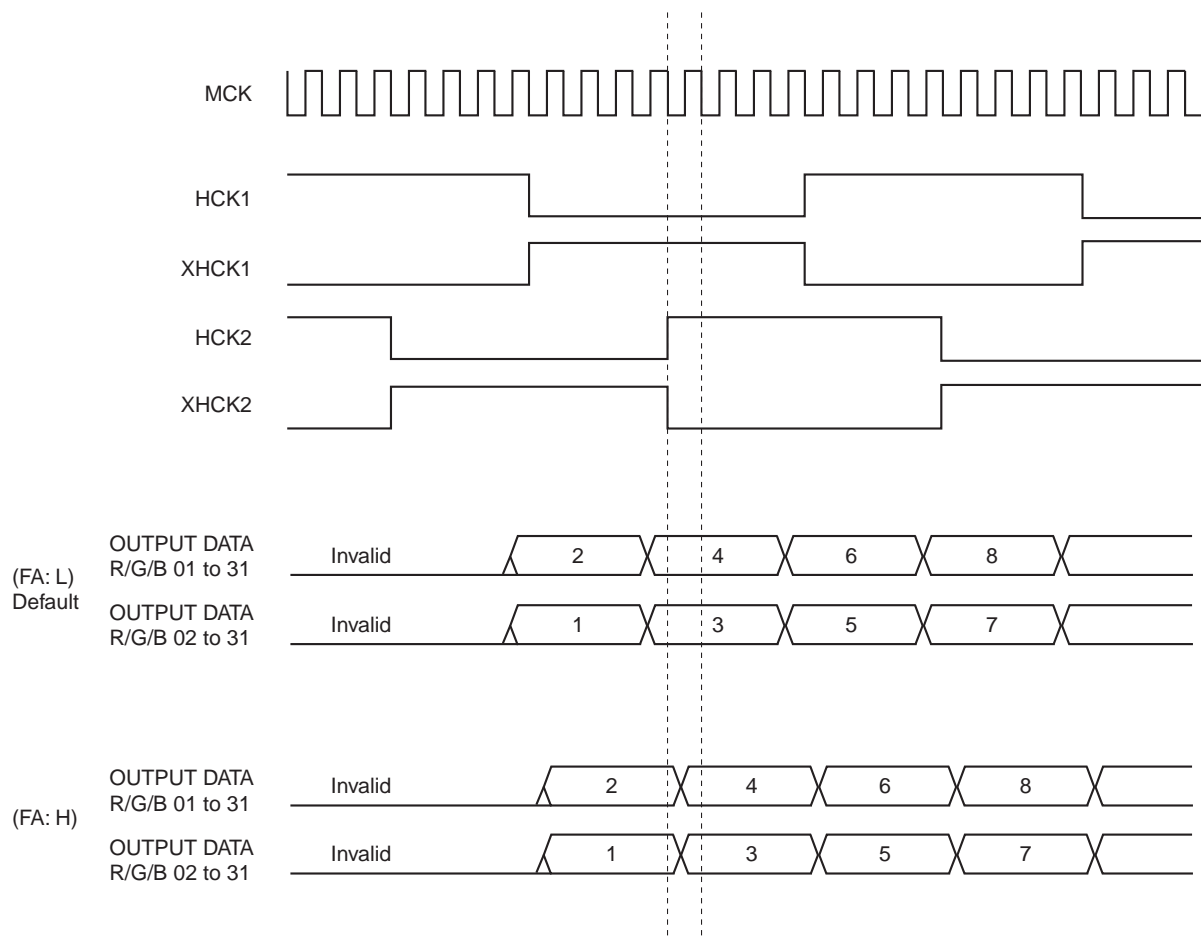 MCK
HCK1
XHCK1
HCK2
XHCK2
(FA: L)
Default
OUTPUT DATA
R/G/B 01 to 31
Invalid
2
4
6
8
OUTPUT DATA
R/G/B 02 to 31
Invalid
1
3
5
7
(FA: H)
OUTPUT DATA
R/G/B 01 to 31
Invalid
2
4
6
8
OUTPUT DATA
R/G/B 02 to 31
Invalid
1
3
5
7